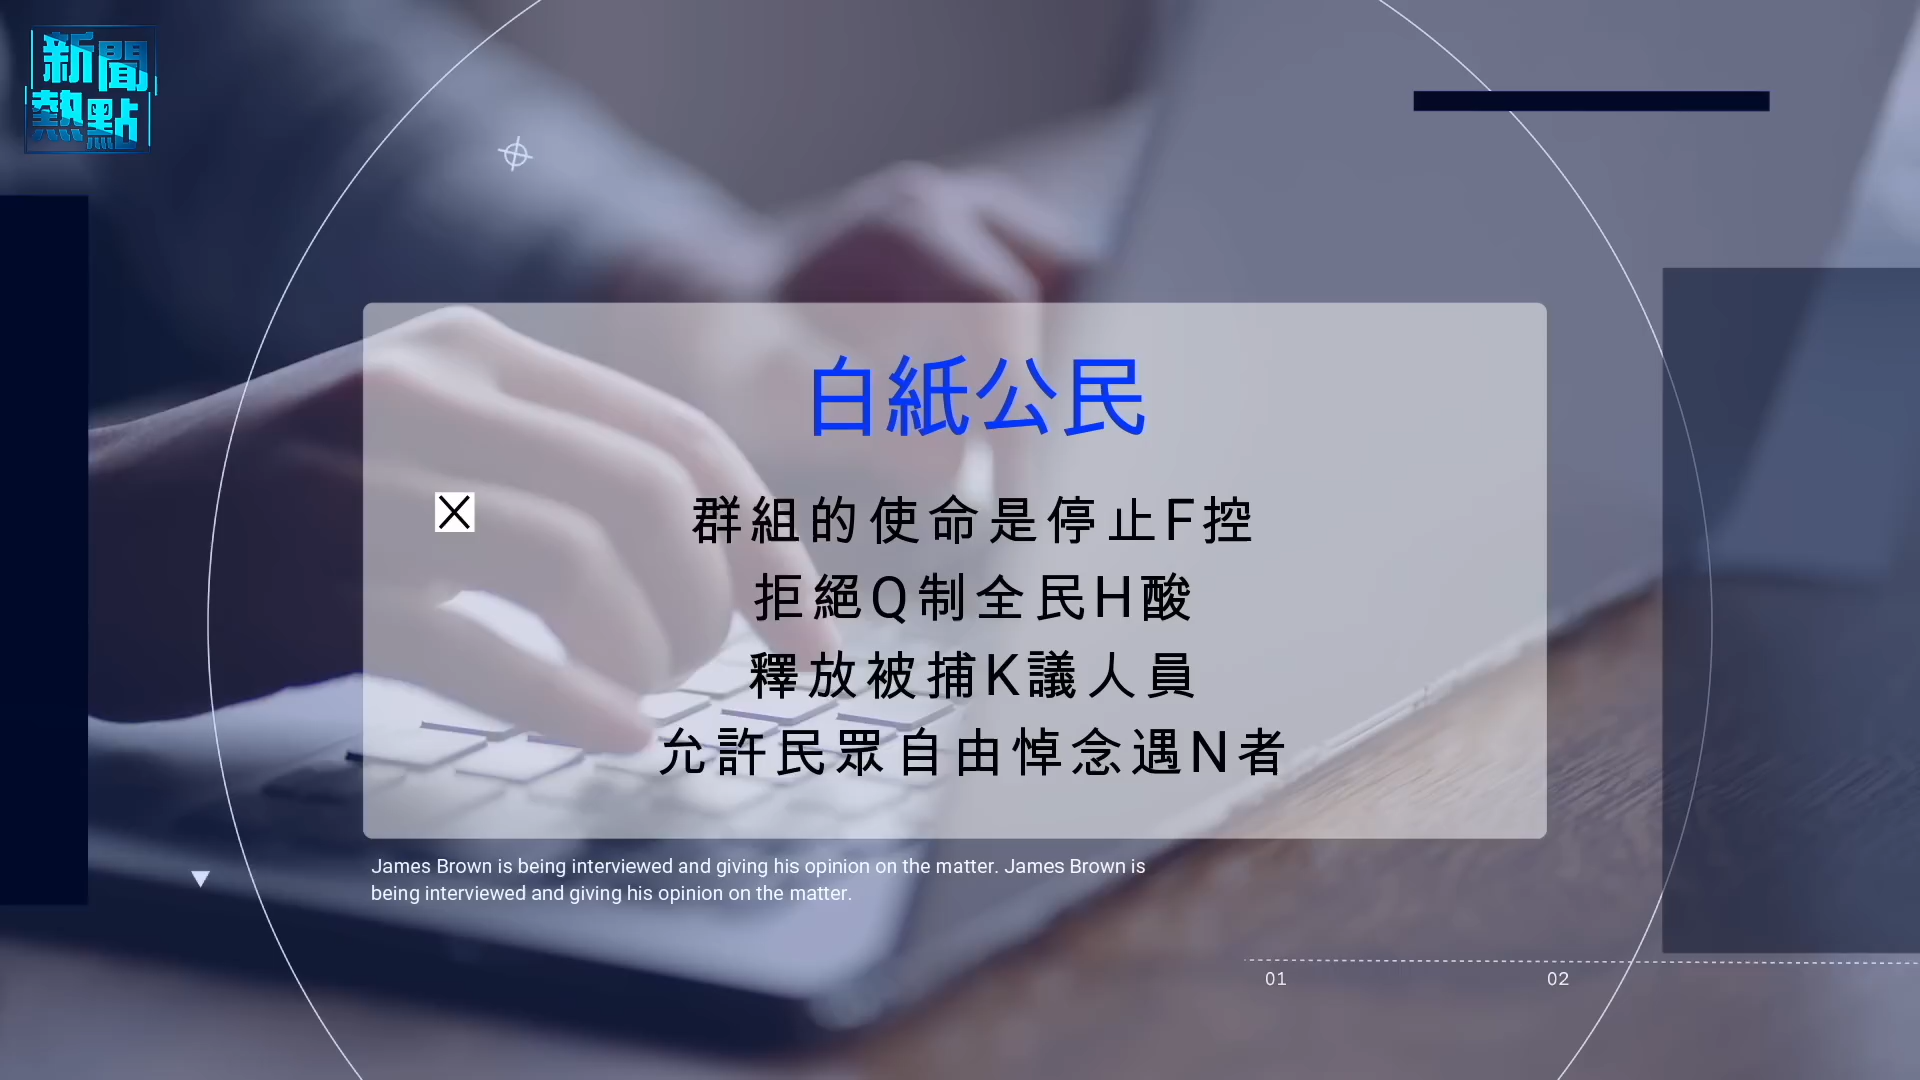 新聞
熱點
白紙公民
群組的使命是停止F控
拒絕Q制全民H酸
釋放被捕K議人員
允許民眾自由悼念遇N者
James Brown is being interviewed and giving his opinion on the matter. James Brown is
being interviewed and giving his opinion on the matter.
01
02